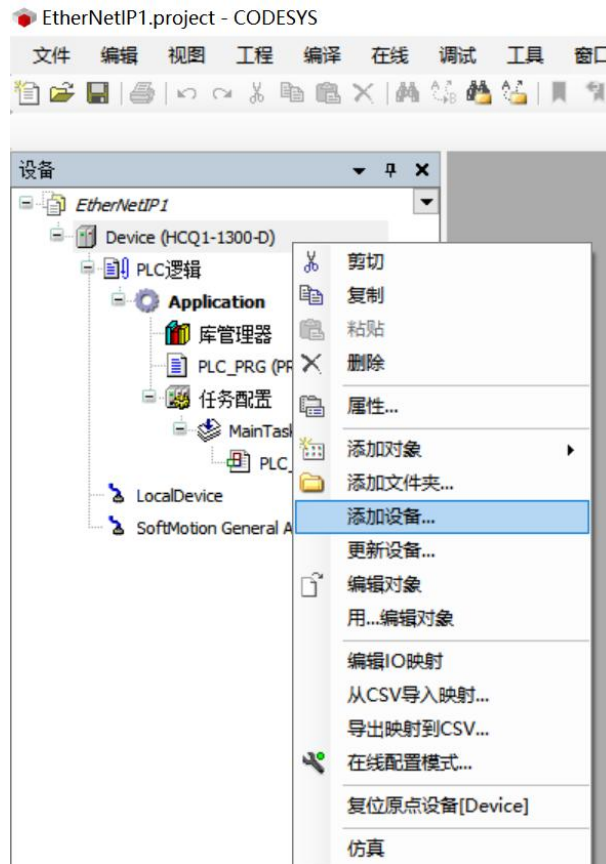 EtherNetIP1.project - CODESYS
文件 编辑 视图 工程 编译 在线 调试 工具 窗口
设备
EtherNetIP1
Device (HCQ1-1300-D)
PLC逻辑
Application
库管理器
PLC_PRG (PR
任务配置
MainTask
PLC_
LocalDevice
SoftMotion General A
剪切
复制
粘贴
删除
属性...
添加对象
添加文件夹...
添加设备...
更新设备...
编辑对象
用...编辑对象
编辑IO映射
从CSV导入映射...
导出映射到CSV...
在线配置模式...
复位原点设备[Device]
仿真